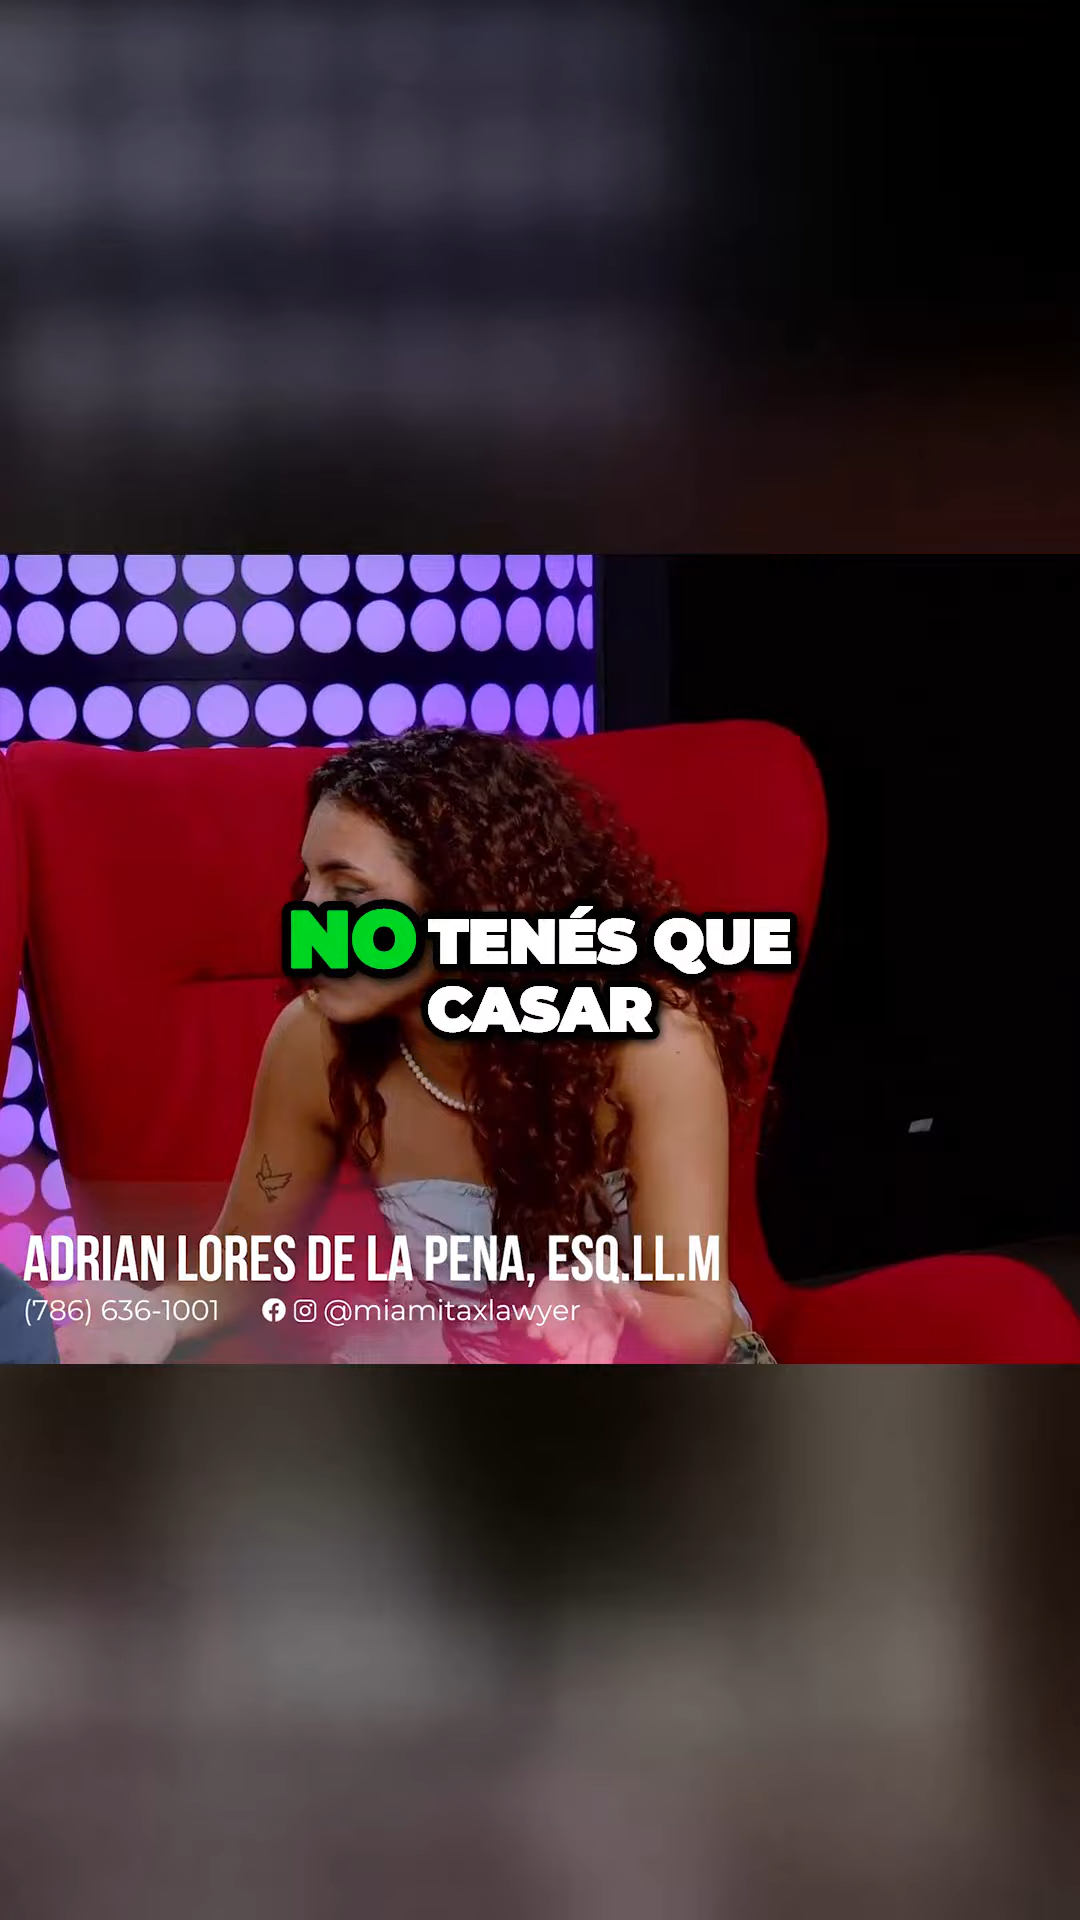 NO TENÉS QUE
CASAR
ADRIAN LORES DE LA PENA, ESQ.LL.M
(786) 636-1001 @miamitaxlawyer